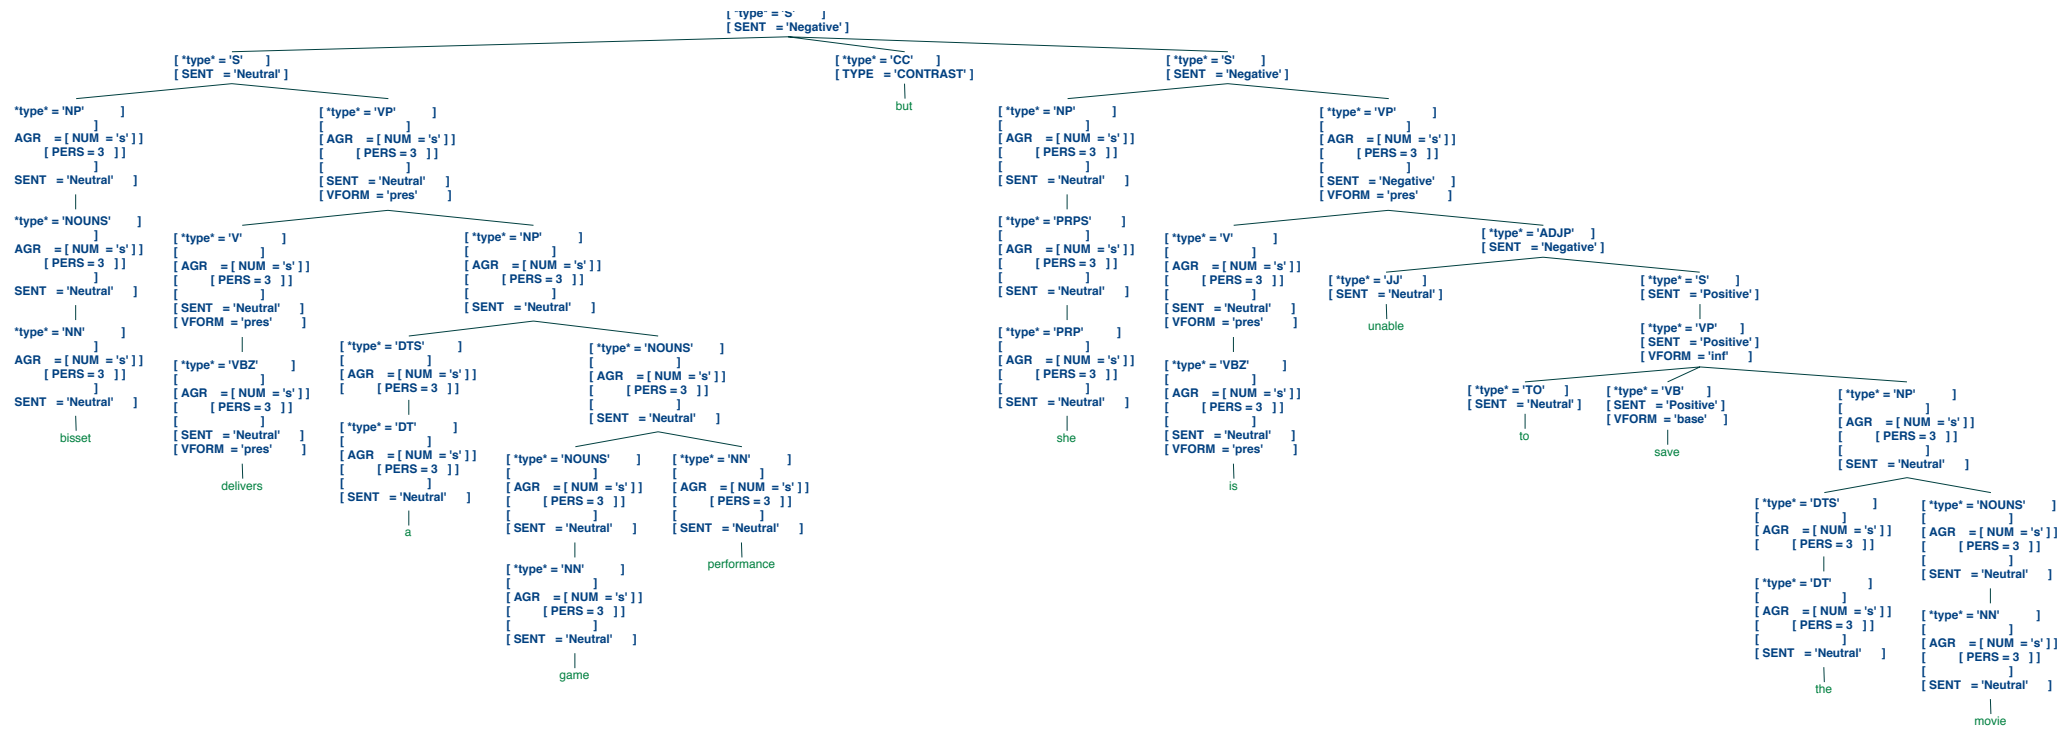 [ *type* = 'S' ]
[ SENT = 'Negative' ]
[ *type* = 'S' ]
[ SENT = 'Neutral' ]
[ *type* = 'CC' ]
[ TYPE = 'CONTRAST' ]
but
[ *type* = 'S' ]
[ SENT = 'Negative' ]
*type* = 'NP' ]
]
AGR = [ NUM = 's' ] ]
[ PERS = 3 ] ]
]
SENT = 'Neutral' ]
*type* = 'NOUNS' ]
]
AGR = [ NUM = 's' ] ]
[ PERS = 3 ] ]
]
SENT = 'Neutral' ]
*type* = 'NN' ]
]
AGR = [ NUM = 's' ] ]
[ PERS = 3 ] ]
]
SENT = 'Neutral' ]
bisset
[ *type* = 'VP' ]
[ ]
[ AGR = [ NUM = 's' ] ]
[ [ PERS = 3 ] ]
[ ]
[ SENT = 'Neutral' ]
[ VFORM = 'pres' ]
[ *type* = 'V' ]
[ ]
[ AGR = [ NUM = 's' ] ]
[ [ PERS = 3 ] ]
[ ]
[ SENT = 'Neutral' ]
[ VFORM = 'pres' ]
[ *type* = 'VBZ' ]
[ ]
[ AGR = [ NUM = 's' ] ]
[ [ PERS = 3 ] ]
[ ]
[ SENT = 'Neutral' ]
[ VFORM = 'pres' ]
delivers
[ *type* = 'NP' ]
[ ]
[ AGR = [ NUM = 's' ] ]
[ [ PERS = 3 ] ]
[ ]
[ SENT = 'Neutral' ]
[ *type* = 'DTS' ]
[ ]
[ AGR = [ NUM = 's' ] ]
[ [ PERS = 3 ] ]
[ *type* = 'DT' ]
[ ]
[ AGR = [ NUM = 's' ] ]
[ [ PERS = 3 ] ]
[ ]
[ SENT = 'Neutral' ]
a
[ *type* = 'NOUNS' ]
[ ]
[ AGR = [ NUM = 's' ] ]
[ [ PERS = 3 ] ]
[ ]
[ SENT = 'Neutral' ]
[ *type* = 'NOUNS' ]
[ ]
[ AGR = [ NUM = 's' ] ]
[ [ PERS = 3 ] ]
[ ]
[ SENT = 'Neutral' ]
[ *type* = 'NN' ]
[ ]
[ AGR = [ NUM = 's' ] ]
[ [ PERS = 3 ] ]
[ ]
[ SENT = 'Neutral' ]
game
[ *type* = 'NN' ]
[ ]
[ AGR = [ NUM = 's' ] ]
[ [ PERS = 3 ] ]
[ ]
[ SENT = 'Neutral' ]
performance
[ *type* = 'NP' ]
[ ]
[ AGR = [ NUM = 's' ] ]
[ [ PERS = 3 ] ]
[ ]
[ SENT = 'Neutral' ]
[ *type* = 'PRPS' ]
[ ]
[ AGR = [ NUM = 's' ] ]
[ [ PERS = 3 ] ]
[ ]
[ SENT = 'Neutral' ]
[ *type* = 'PRP' ]
[ ]
[ AGR = [ NUM = 's' ] ]
[ [ PERS = 3 ] ]
[ ]
[ SENT = 'Neutral' ]
she
[ *type* = 'VP' ]
[ ]
[ AGR = [ NUM = 's' ] ]
[ [ PERS = 3 ] ]
[ ]
[ SENT = 'Negative' ]
[ VFORM = 'pres' ]
[ *type* = 'V' ]
[ ]
[ AGR = [ NUM = 's' ] ]
[ [ PERS = 3 ] ]
[ ]
[ SENT = 'Neutral' ]
[ VFORM = 'pres' ]
[ *type* = 'VBZ' ]
[ ]
[ AGR = [ NUM = 's' ] ]
[ [ PERS = 3 ] ]
[ ]
[ SENT = 'Neutral' ]
[ VFORM = 'pres' ]
is
[ *type* = 'ADJP' ]
[ SENT = 'Negative' ]
[ *type* = 'JJ' ]
[ SENT = 'Neutral' ]
unable
[ *type* = 'S' ]
[ SENT = 'Positive' ]
[ *type* = 'VP' ]
[ SENT = 'Positive' ]
[ VFORM = 'inf' ]
[ *type* = 'TO' ]
[ SENT = 'Neutral' ]
to
[ *type* = 'VB' ]
[ SENT = 'Positive' ]
[ VFORM = 'base' ]
save
[ *type* = 'NP' ]
[ ]
[ AGR = [ NUM = 's' ] ]
[ [ PERS = 3 ] ]
[ ]
[ SENT = 'Neutral' ]
[ *type* = 'DTS' ]
[ ]
[ AGR = [ NUM = 's' ] ]
[ [ PERS = 3 ] ]
[ *type* = 'DT' ]
[ ]
[ AGR = [ NUM = 's' ] ]
[ [ PERS = 3 ] ]
[ ]
[ SENT = 'Neutral' ]
the
[ *type* = 'NOUNS' ]
[ ]
[ AGR = [ NUM = 's' ] ]
[ [ PERS = 3 ] ]
[ ]
[ SENT = 'Neutral' ]
[ *type* = 'NN' ]
[ ]
[ AGR = [ NUM = 's' ] ]
[ [ PERS = 3 ] ]
[ ]
[ SENT = 'Neutral' ]
movie